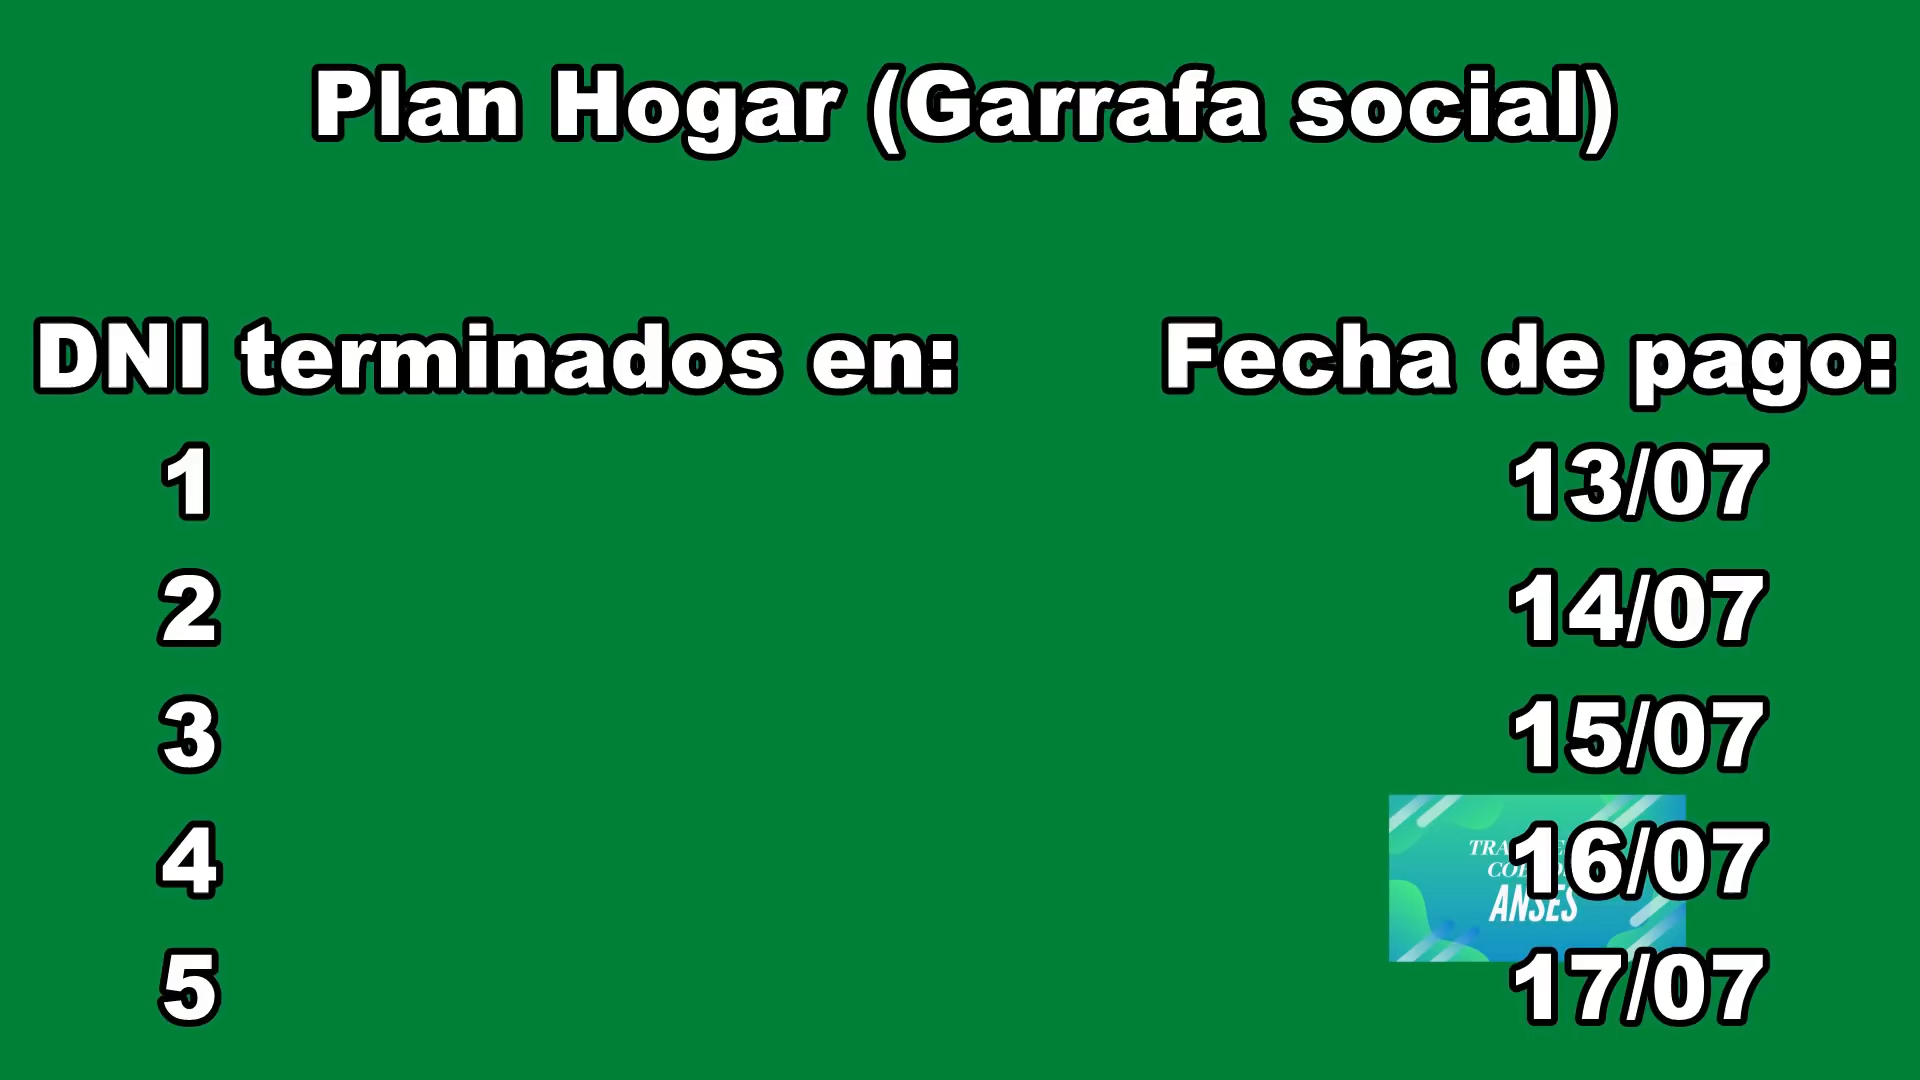 Plan Hogar (Garrafa social)
DNI terminados en: Fecha de pago:
1 13/07
2 14/07
3 15/07
4 16/07
ANSES
5 17/07